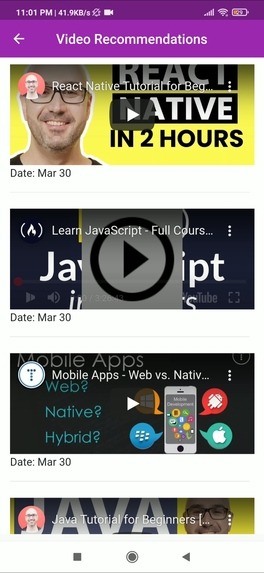 11:01 PM | 41.9KB/s
Video Recommendations
REACT
React Native Tutorial for Beg...
NATIVE
IN 2 HOURS
Date: Mar 30
Learn JavaScript - Full Cours...
YouTube
Date: Mar 30
Mobile Apps
Mobile Apps - Web vs. Nativ...
Web?
Native?
Hybrid?
Mobile
Development
Date: Mar 30
JAVA
Java Tutorial for Beginners [...